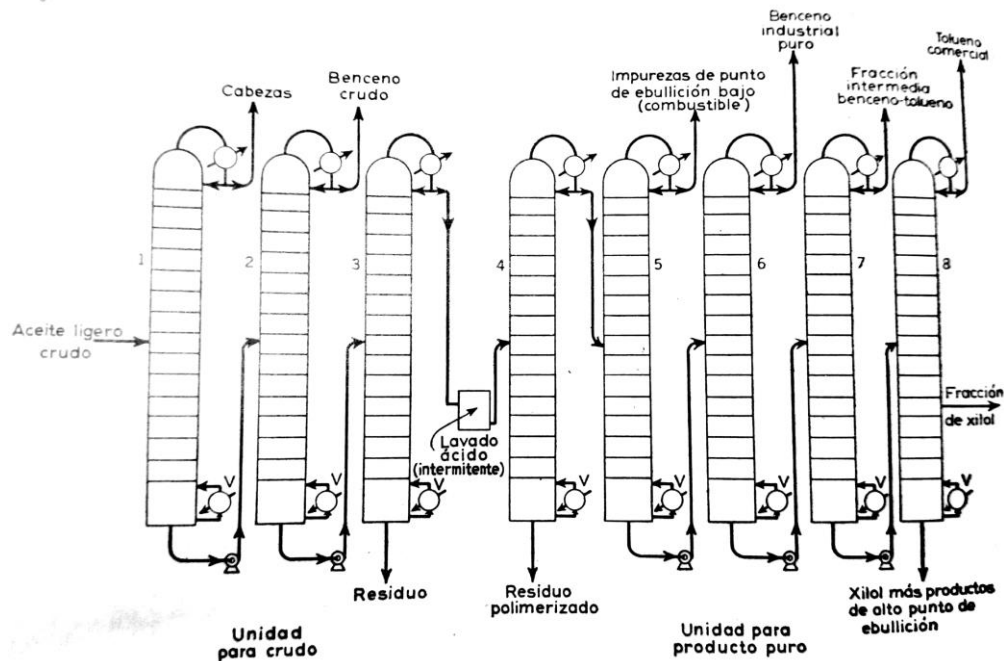 Benceno
industrial
puro
Tolueno
comercial
Impurezas de punto
de ebullición bajo
(combustible)
Fracción
intermedia
benceno-tolueno
Benceno
crudo
Cabezas
1
2
3
4
5
6
7
8
Aceite ligero
crudo
Fracción
de xilol
Lavado
ácido
(intermitente)
V
V
V
V
V
V
V
V
Residuo
Residuo
polimerizado
Xilol más productos
de alto punto de
ebullición
Unidad
para crudo
Unidad para
producto puro